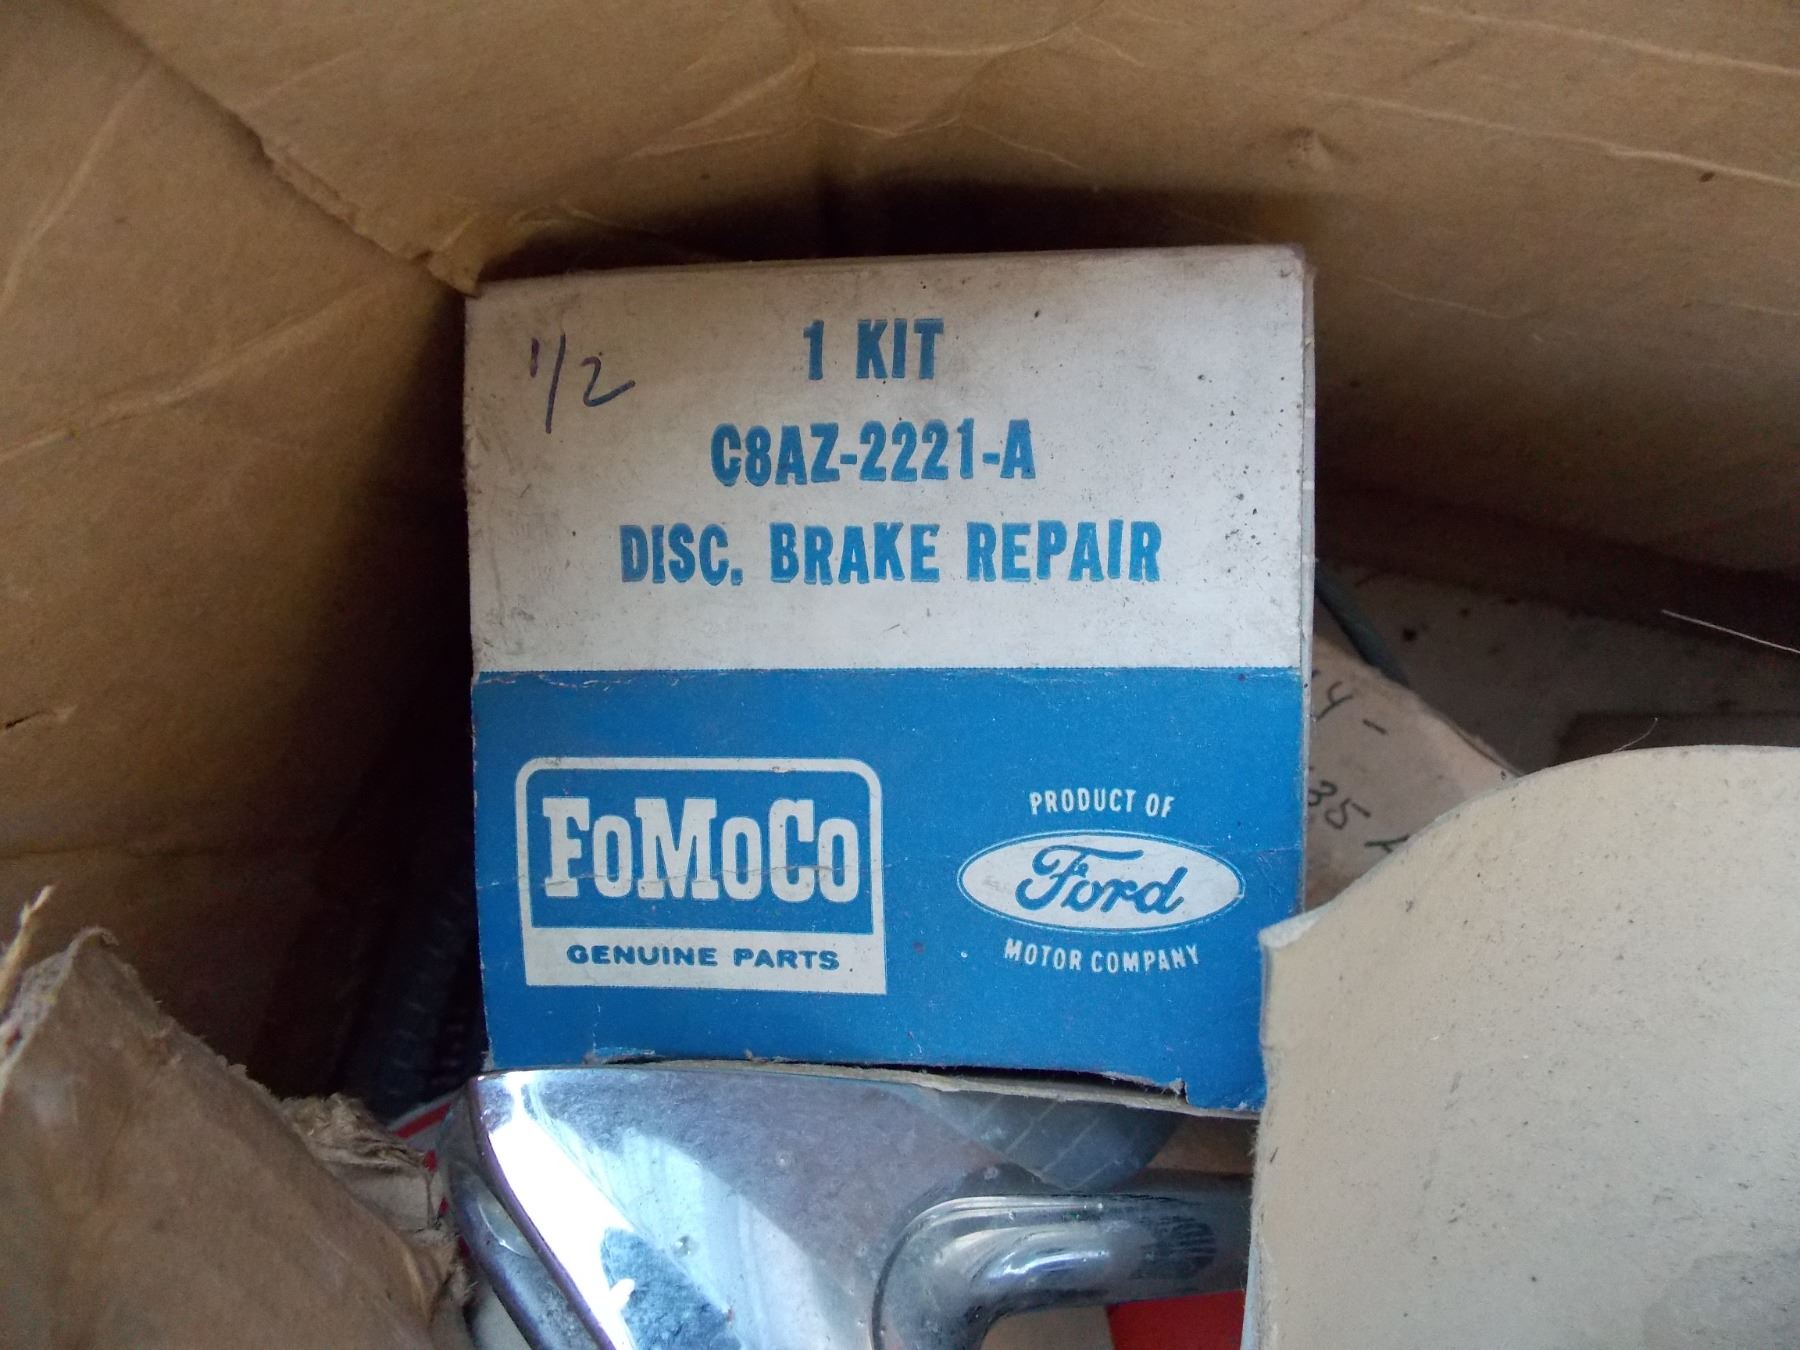 1/2
1 KIT
C8AZ-2221-A
DISC. BRAKE REPAIR
FoMoCo
GENUINE PARTS
PRODUCT OF
Ford
MOTOR COMPANY